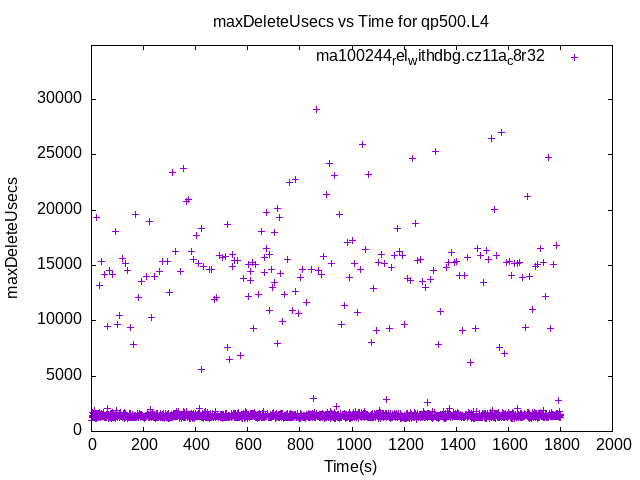 maxDeleteUsecs vs Time for qp500.L4
ma100244relwithdbg.cz11ac8r32
30000
25000
20000
15000
10000
5000
0
maxDeleteUsecs
0 200 400 600 800 1000 1200 1400 1600 1800 2000
Time(s)